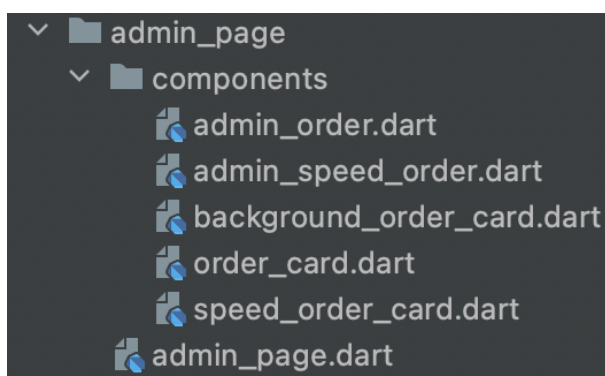 admin_page
components
admin_order.dart
admin_speed_order.dart
background_order_card.dart
order_card.dart
speed_order_card.dart
admin_page.dart